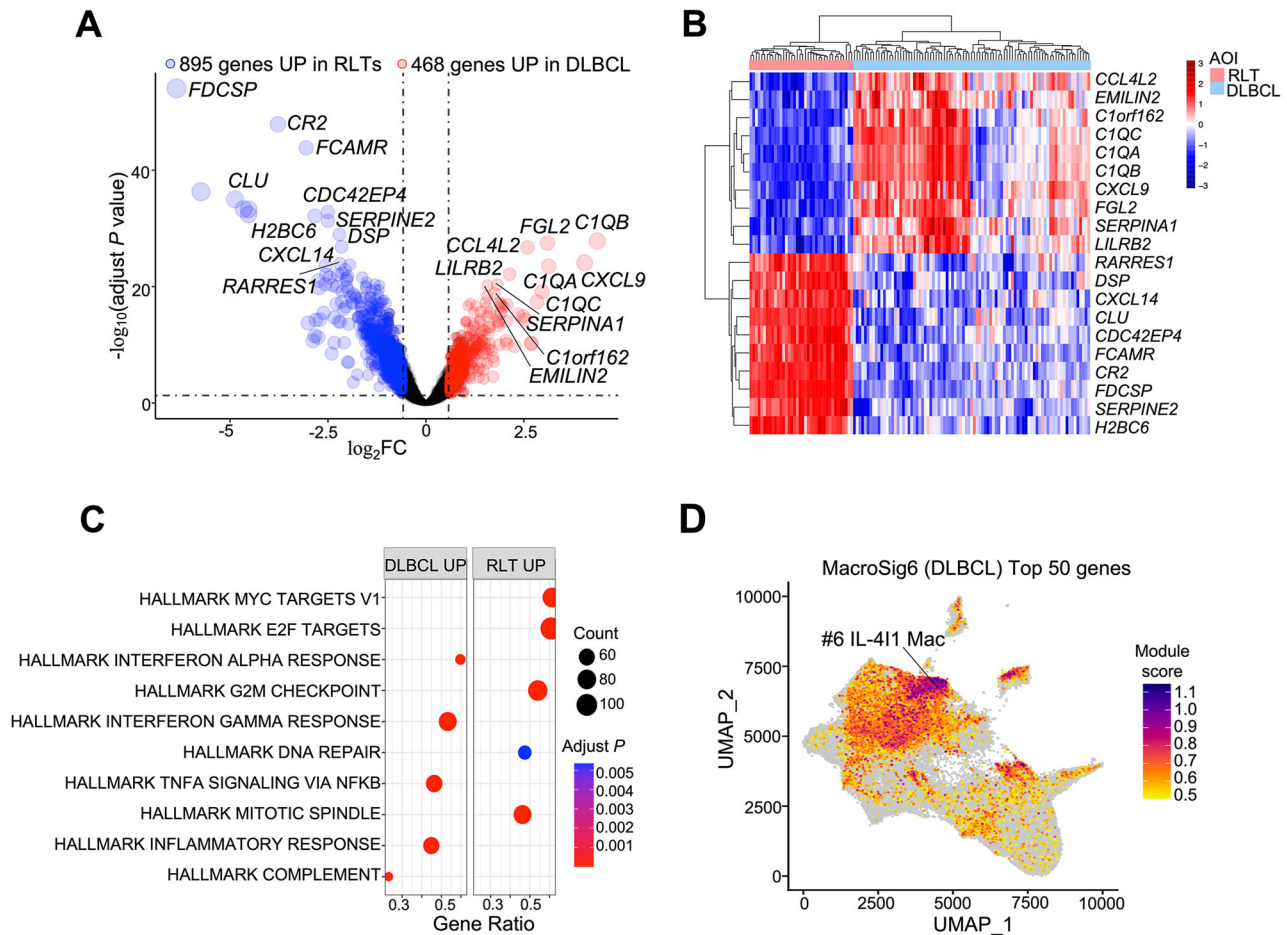 A
895 genes UP in RLTs
468 genes UP in DLBCL
FDCSP
CR2
FCAMR
CLU
CDC42EP4
SERPINE2
H2BC6
DSP
CXCL14
RARRES1
FGL2
C1QB
CCL4L2
LILRB2
C1QA
CXCL9
C1QC
SERPINA1
C1orf162
EMILIN2
40
20
0
-log10(adjust P value)
-5
-2.5
0
2.5
log2FC
B
AOI
RLT
DLBCL
3
2
1
0
-1
-2
-3
CCL4L2
EMILIN2
C1orf162
C1QC
C1QA
C1QB
CXCL9
FGL2
SERPINA1
LILRB2
RARRES1
DSP
CXCL14
CLU
CDC42EP4
FCAMR
CR2
FDCSP
SERPINE2
H2BC6
C
DLBCL UP
RLT UP
HALLMARK MYC TARGETS V1
HALLMARK E2F TARGETS
HALLMARK INTERFERON ALPHA RESPONSE
HALLMARK G2M CHECKPOINT
HALLMARK INTERFERON GAMMA RESPONSE
HALLMARK DNA REPAIR
HALLMARK TNFA SIGNALING VIA NFKB
HALLMARK MITOTIC SPINDLE
HALLMARK INFLAMMATORY RESPONSE
HALLMARK COMPLEMENT
0.3
0.5
0.3
0.5
Gene Ratio
Count
60
80
100
Adjust P
0.005
0.004
0.003
0.002
0.001
D
MacroSig6 (DLBCL) Top 50 genes
#6 IL-4I1 Mac
10000
7500
5000
2500
0
UMAP_2
0
2500
5000
7500
10000
UMAP_1
Module
score
1.1
1.0
0.9
0.8
0.7
0.6
0.5